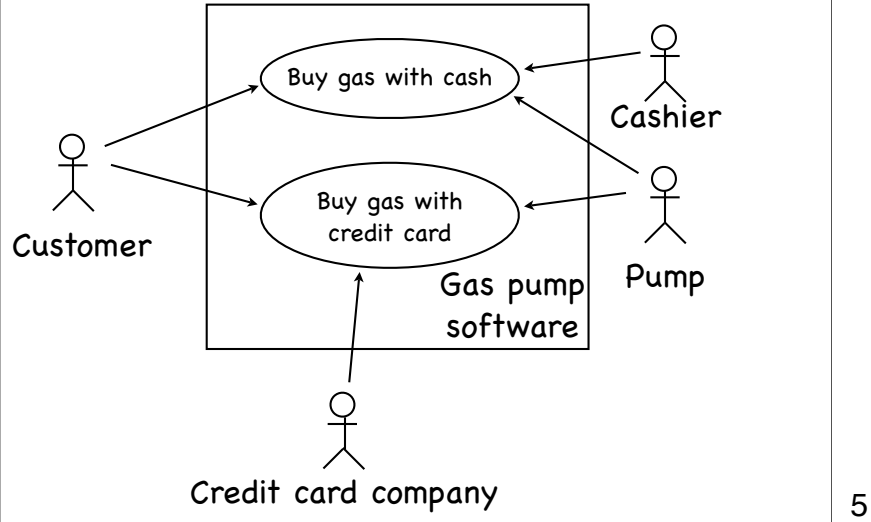 Buy gas with cash
Cashier
Customer
Buy gas with
credit card
Pump
Gas pump
software
Credit card company
5